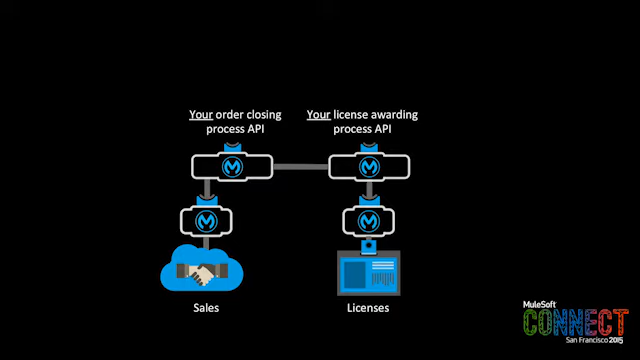 Your order closing
process API
Your license awarding
process API
Sales
Licenses
MuleSoft
CONNECT
San Francisco 2015